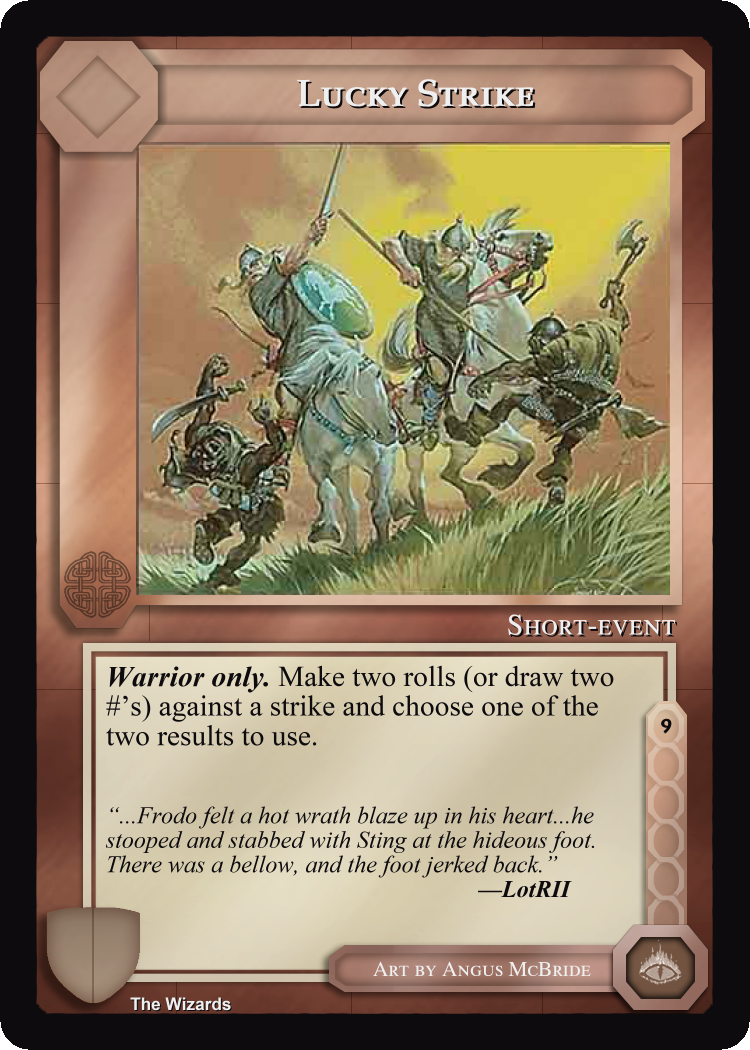 Lucky Strike
Short-event
Warrior only. Make two rolls (or draw two
#’s) against a strike and choose one of the
two results to use.
9
“...Frodo felt a hot wrath blaze up in his heart...he
stooped and stabbed with Sting at the hideous foot.
There was a bellow, and the foot jerked back.”
—LotRII
Art by Angus McBride
The Wizards